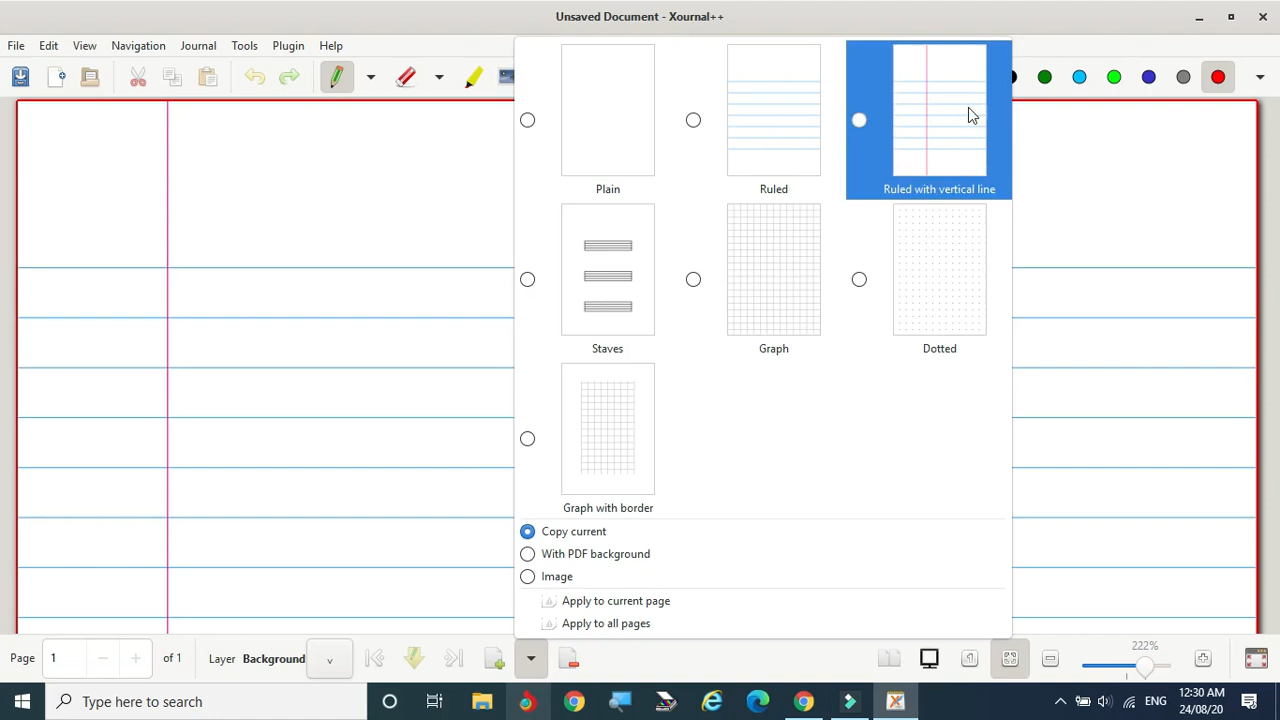 Unsaved Document - Xournal++
File Edit View Navigation Journal Tools Plugin Help
Plain Ruled Ruled with vertical line
Staves Graph Dotted
Graph with border
Copy current
With PDF background
Image
Apply to current page
Apply to all pages
Page 1 of 1 Layer Background 222%
Type here to search ENG 12:30 AM
24/08/20